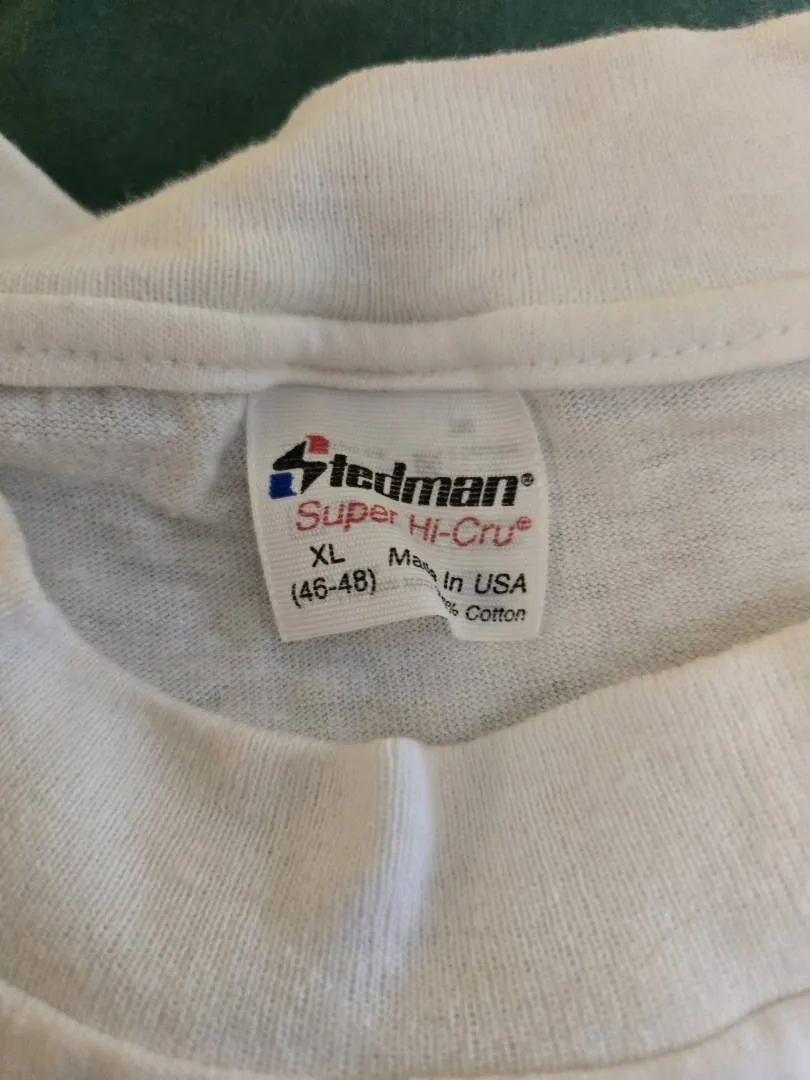 Stedman®
Super Hi-Cru®
XL Made In USA
(46-48) % Cotton